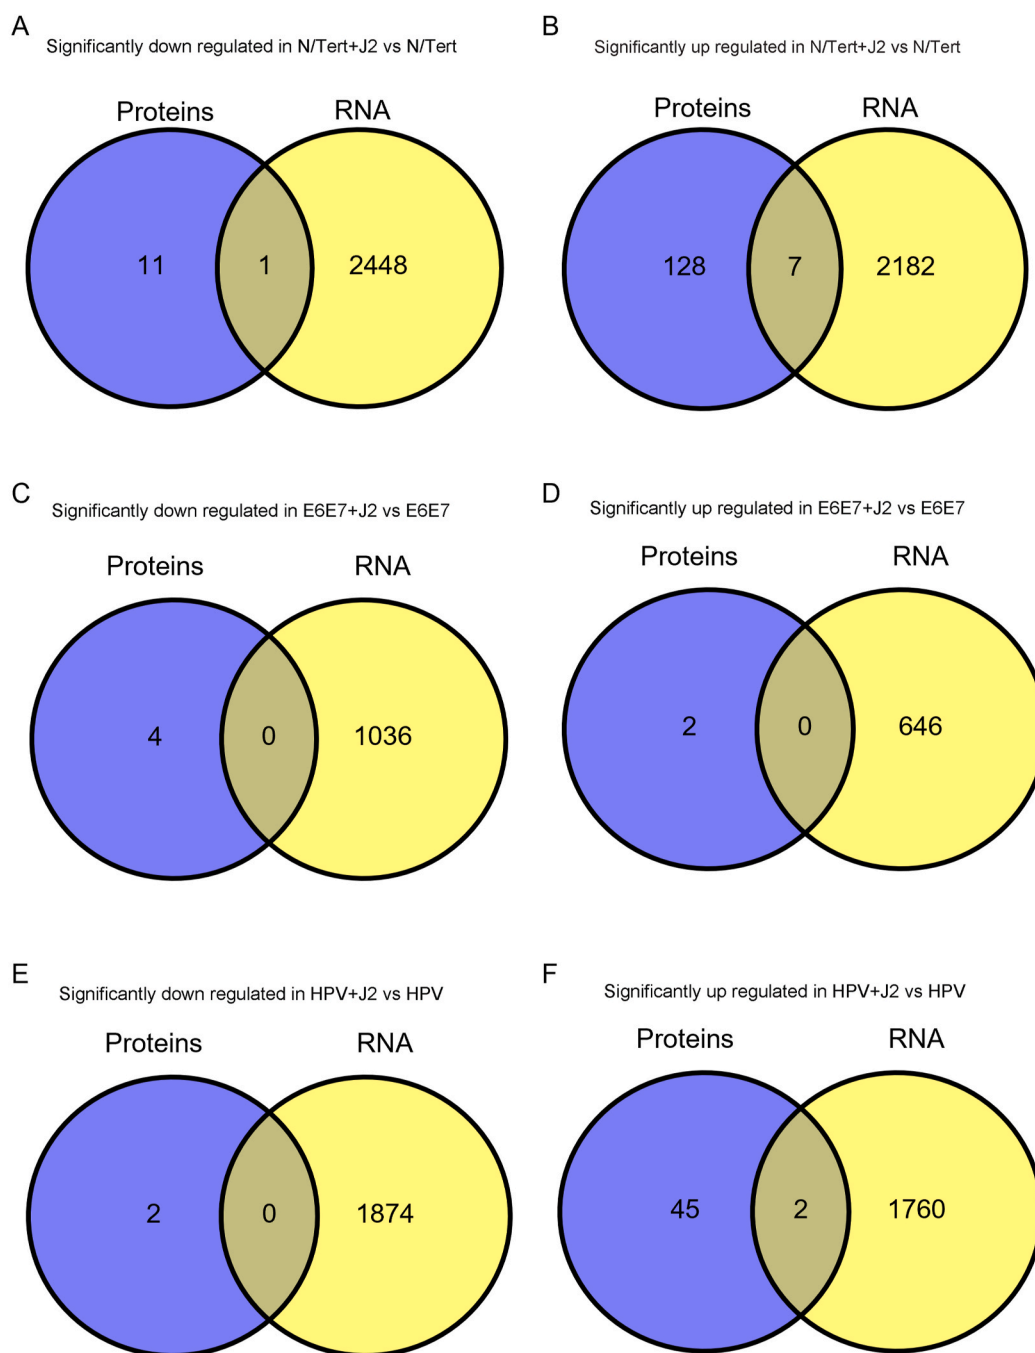 A
Significantly down regulated in N/Tert+J2 vs N/Tert
Proteins
RNA
11
1
2448
B
Significantly up regulated in N/Tert+J2 vs N/Tert
Proteins
RNA
128
7
2182
C
Significantly down regulated in E6E7+J2 vs E6E7
Proteins
RNA
4
0
1036
D
Significantly up regulated in E6E7+J2 vs E6E7
Proteins
RNA
2
0
646
E
Significantly down regulated in HPV+J2 vs HPV
Proteins
RNA
2
0
1874
F
Significantly up regulated in HPV+J2 vs HPV
Proteins
RNA
45
2
1760